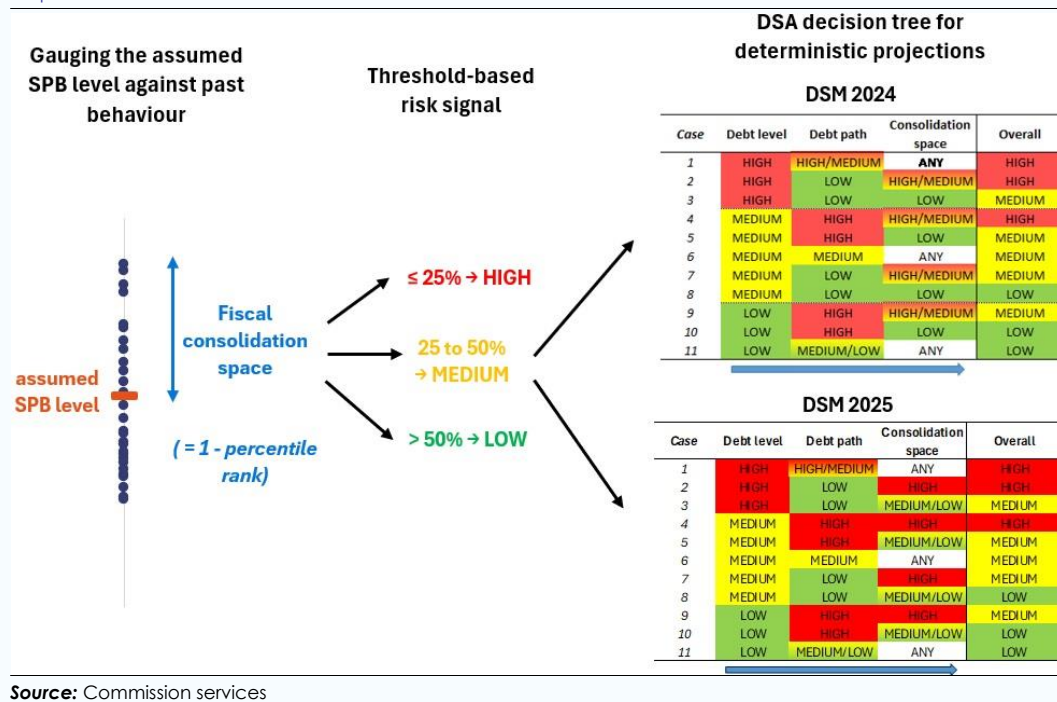 Gauging the assumed
SPB level against past
behaviour
Threshold-based
risk signal
DSA decision tree for
deterministic projections
assumed
SPB level
Fiscal
consolidation
space
( = 1 - percentile
rank)
≤ 25% → HIGH
25 to 50%
→ MEDIUM
> 50% → LOW
DSM 2024
Case Debt level Debt path Consolidation space Overall
1 HIGH HIGH/MEDIUM ANY HIGH
2 HIGH LOW HIGH/MEDIUM HIGH
3 HIGH LOW LOW MEDIUM
4 MEDIUM HIGH HIGH/MEDIUM HIGH
5 MEDIUM HIGH LOW MEDIUM
6 MEDIUM MEDIUM ANY MEDIUM
7 MEDIUM LOW HIGH/MEDIUM MEDIUM
8 MEDIUM LOW LOW LOW
9 LOW HIGH HIGH/MEDIUM MEDIUM
10 LOW HIGH LOW LOW
11 LOW MEDIUM/LOW ANY LOW
DSM 2025
Case Debt level Debt path Consolidation space Overall
1 HIGH HIGH/MEDIUM ANY HIGH
2 HIGH LOW HIGH HIGH
3 HIGH LOW MEDIUM/LOW MEDIUM
4 MEDIUM HIGH HIGH HIGH
5 MEDIUM HIGH MEDIUM/LOW MEDIUM
6 MEDIUM MEDIUM ANY MEDIUM
7 MEDIUM LOW HIGH MEDIUM
8 MEDIUM LOW MEDIUM/LOW LOW
9 LOW HIGH HIGH MEDIUM
10 LOW HIGH MEDIUM/LOW LOW
11 LOW MEDIUM/LOW ANY LOW
Source: Commission services